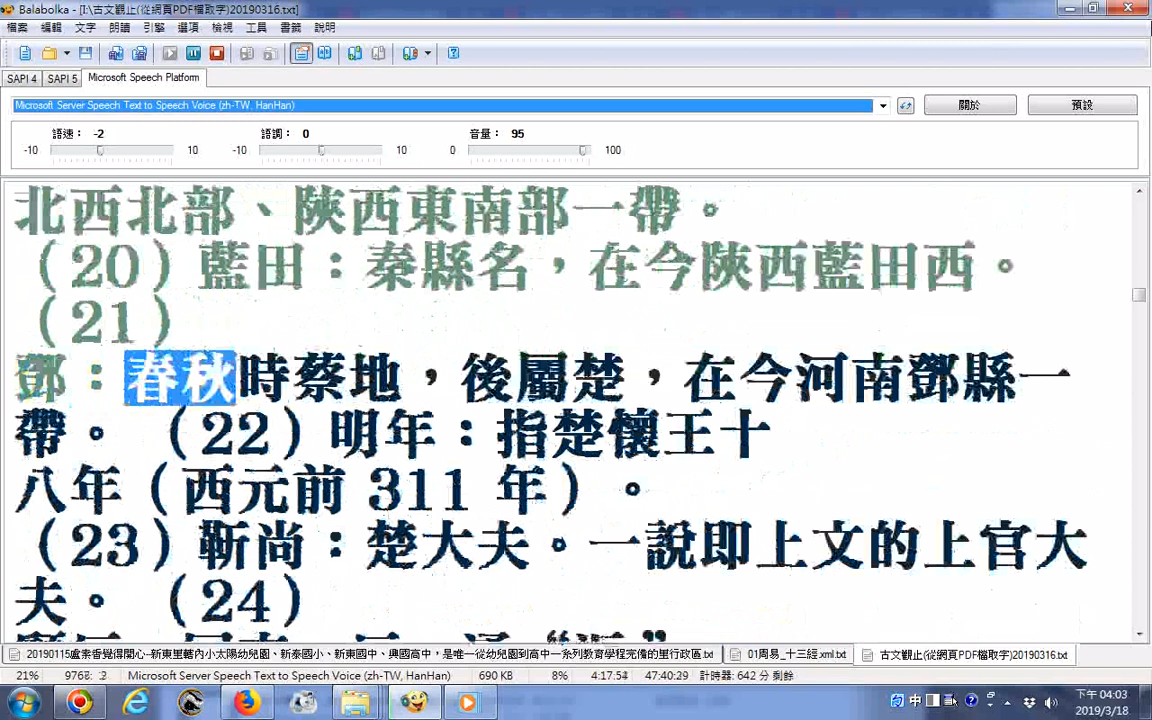 Balabolka - [I:\古文觀止(從網頁PDF檔取字)20190316.txt]
檔案 編輯 文字 朗讀 引擎 選項 檢視 工具 書籤 說明
SAPI 4 SAPI 5 Microsoft Speech Platform
Microsoft Server Speech Text to Speech Voice (zh-TW, HanHan) 關於 預設
語速： -2 語調： 0 音量： 95
-10 10 -10 10 0 100
北西北部、陝西東南部一帶。
（20）藍田：秦縣名，在今陝西藍田西。
（21）
鄧：春秋時蔡地，後屬楚，在今河南鄧縣一
帶。（22）明年：指楚懷王十
八年（西元前 311 年）。
（23）靳尚：楚大夫。一說即上文的上官大
夫。（24）
20190115盧素香覺得開心--新東里轄內小太陽幼兒園、新泰國小、新東國中、興國高中，是唯一從幼兒園到高中一系列教育學程完備的里行政區.txt 01周易_十三經.xml.txt 古文觀止(從網頁PDF檔取字)20190316.txt
21% 9768: 2 Microsoft Server Speech Text to Speech Voice (zh-TW, HanHan) 690 KB 8% 4:17:54 47:40:29 計時器: 642 分 剩餘
中 下午 04:03
2019/3/18